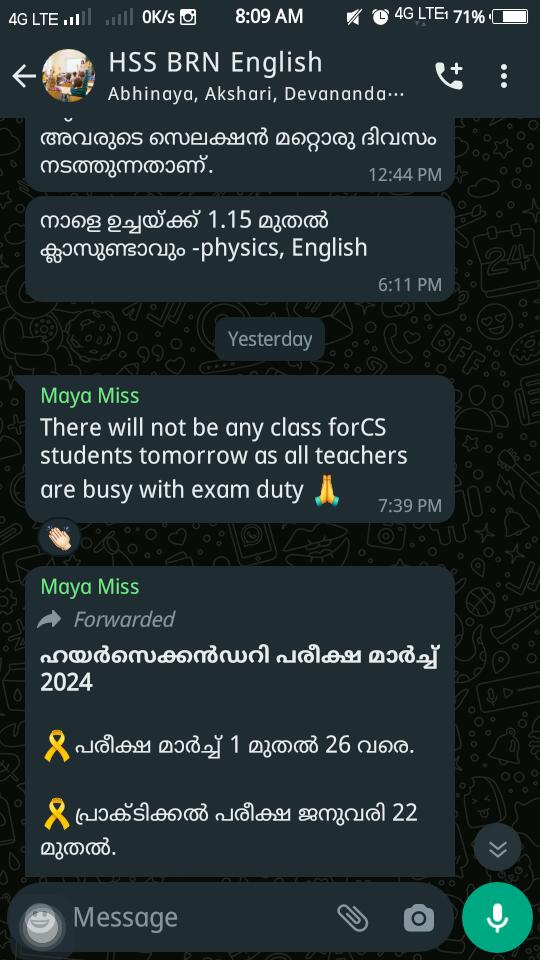 4G LTE 0K/s 8:09 AM 4G LTE 71%
HSS BRN English
Abhinaya, Akshari, Devananda...
അവരുടെ സെലക്ഷൻ മറ്റൊരു ദിവസം
നടത്തുന്നതാണ്. 12:44 PM
നാളെ ഉച്ചയ്ക്ക് 1.15 മുതൽ
ക്ലാസുണ്ടാവും -physics, English
6:11 PM
Yesterday
Maya Miss
There will not be any class forCS
students tomorrow as all teachers
are busy with exam duty 🙏 7:39 PM
Maya Miss
Forwarded
ഹയർസെക്കൻഡറി പരീക്ഷ മാർച്ച്
2024
🎗പരീക്ഷ മാർച്ച് 1 മുതൽ 26 വരെ.
🎗പ്രാക്ടിക്കൽ പരീക്ഷ ജനുവരി 22
മുതൽ.
Message